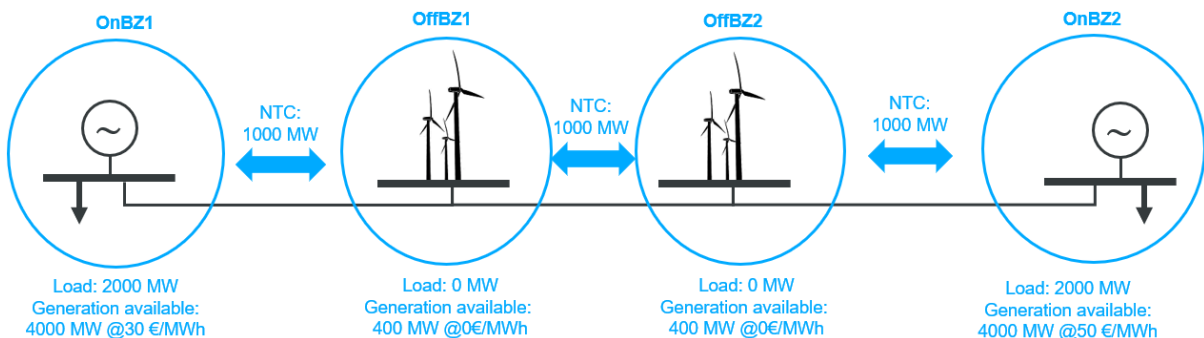 OnBZ1
OffBZ1
OffBZ2
OnBZ2
NTC:
1000 MW
NTC:
1000 MW
NTC:
1000 MW
~
~
Load: 2000 MW
Generation available:
4000 MW @30 €/MWh
Load: 0 MW
Generation available:
400 MW @0€/MWh
Load: 0 MW
Generation available:
400 MW @0€/MWh
Load: 2000 MW
Generation available:
4000 MW @50 €/MWh